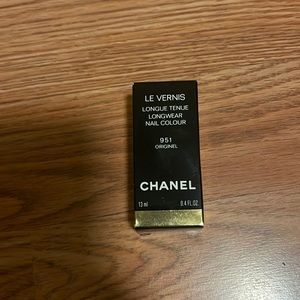 LE VERNIS
LONGUE TENUE
LONGWEAR
NAIL COLOUR
951
ORIGINEL
CHANEL
13 ml 0.4 FL.OZ.